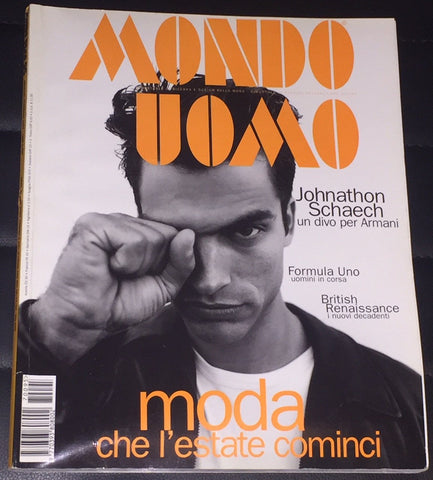 MONDO
UOMO
Johnathon
Schaech
un divo per Armani
Formula Uno
uomini in corsa
British
Renaissance
i nuovi decadenti
moda
che l'estate cominci